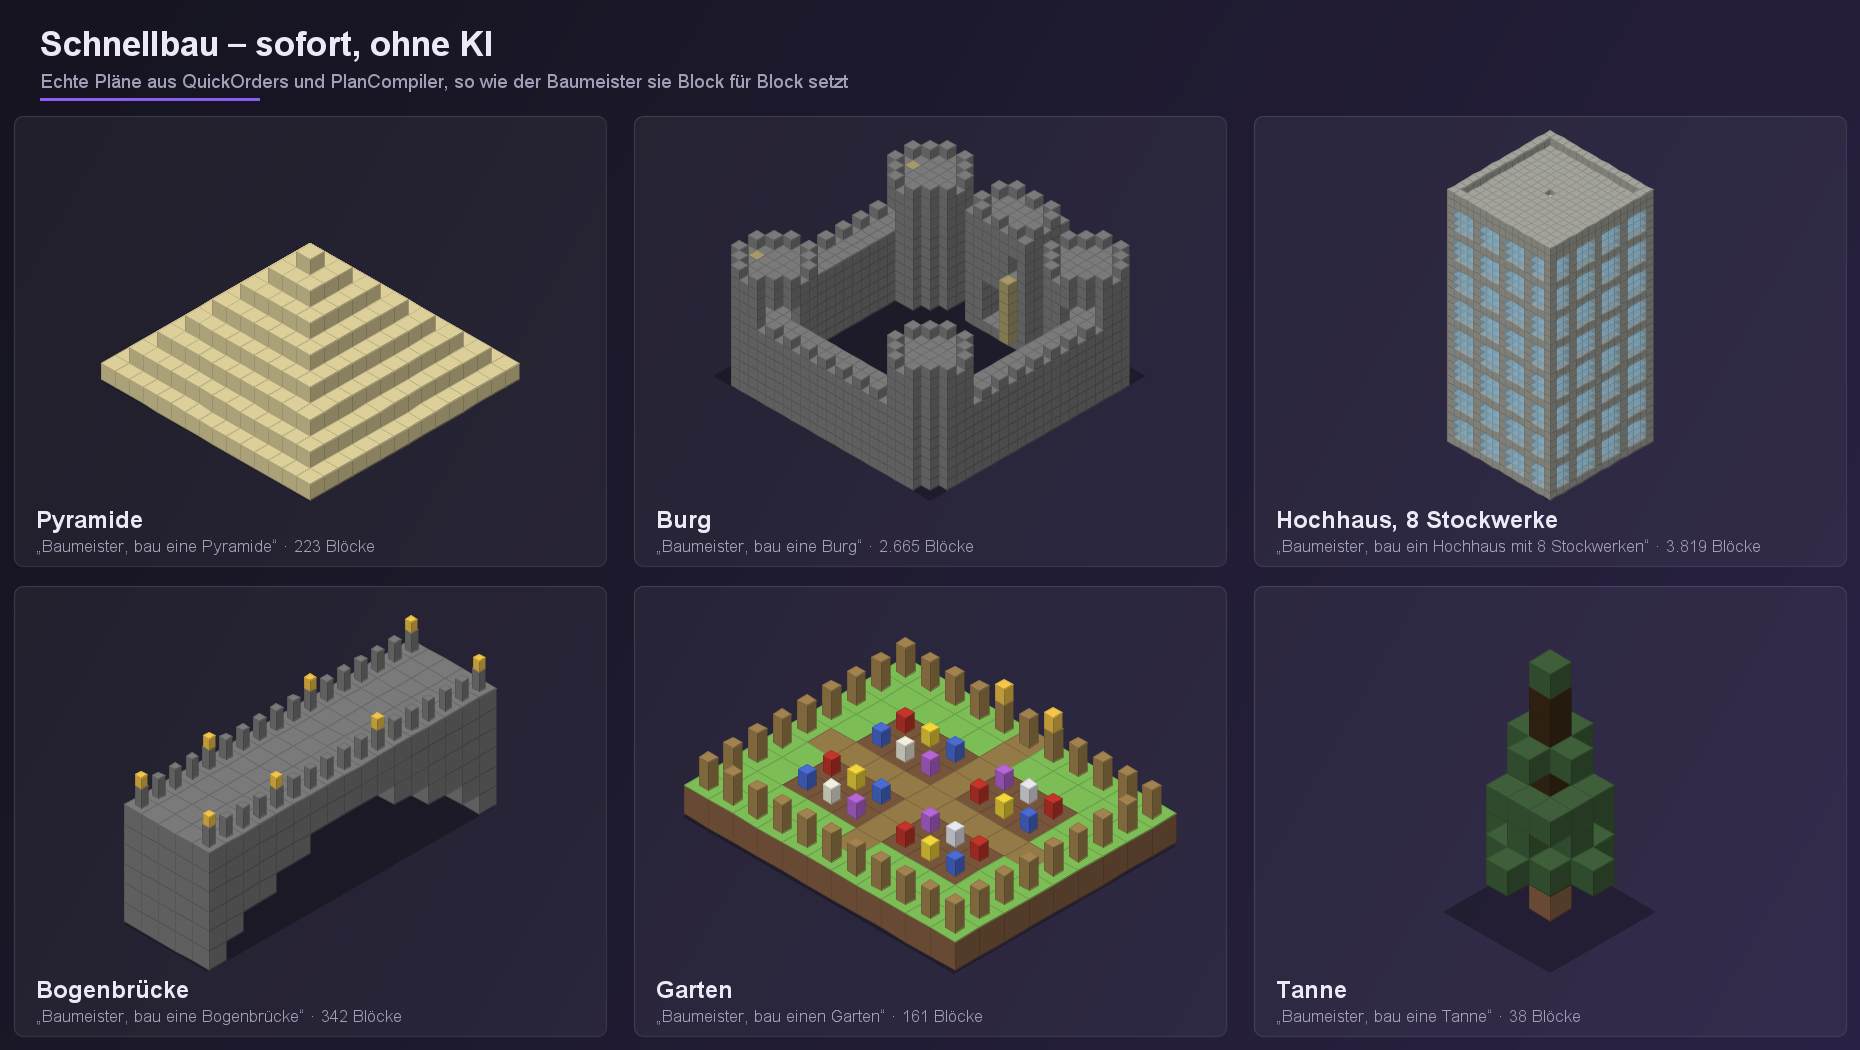 Schnellbau – sofort, ohne KI
Echte Pläne aus QuickOrders und PlanCompiler, so wie der Baumeister sie Block für Block setzt
Pyramide
„Baumeister, bau eine Pyramide“ · 223 Blöcke
Burg
„Baumeister, bau eine Burg“ · 2.665 Blöcke
Hochhaus, 8 Stockwerke
„Baumeister, bau ein Hochhaus mit 8 Stockwerken“ · 3.819 Blöcke
Bogenbrücke
„Baumeister, bau eine Bogenbrücke“ · 342 Blöcke
Garten
„Baumeister, bau einen Garten“ · 161 Blöcke
Tanne
„Baumeister, bau eine Tanne“ · 38 Blöcke